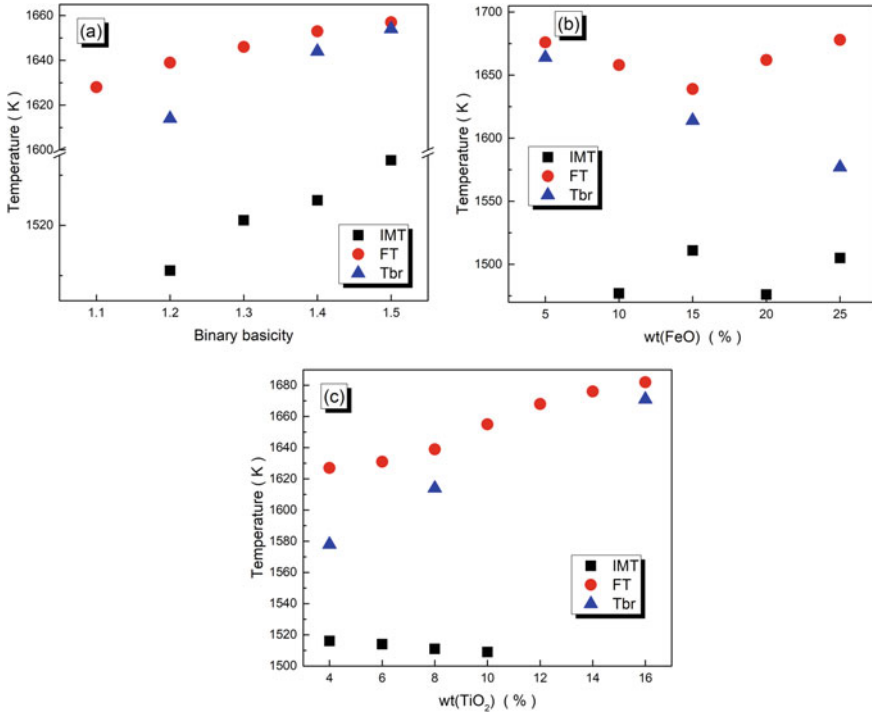 (a)
Temperature ( K )
1660
1640
1620
1600
1520
IMT
FT
Tbr
1.1 1.2 1.3 1.4 1.5
Binary basicity
(b)
Temperature ( K )
1700
1650
1600
1550
1500
IMT
FT
Tbr
5 10 15 20 25
wt(FeO) ( % )
(c)
Temperature ( K )
1680
1660
1640
1620
1600
1580
1560
1540
1520
1500
IMT
FT
Tbr
4 6 8 10 12 14 16
wt(TiO₂) ( % )